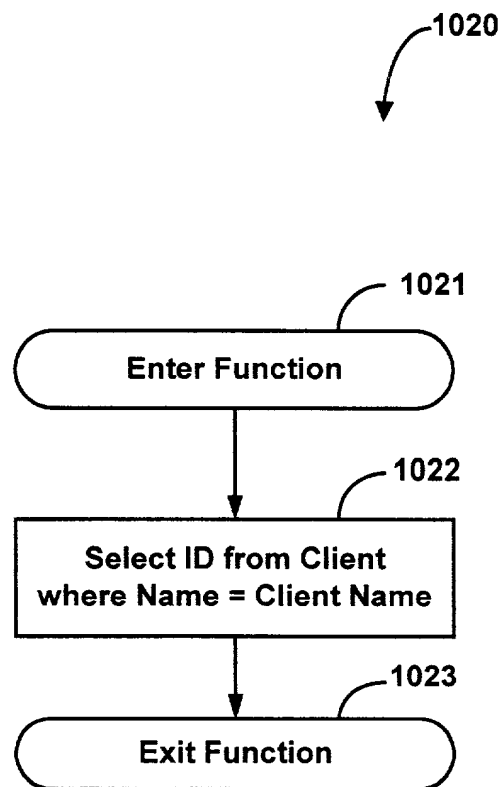 1020
1021
Enter Function
1022
Select ID from Client
where Name = Client Name
1023
Exit Function